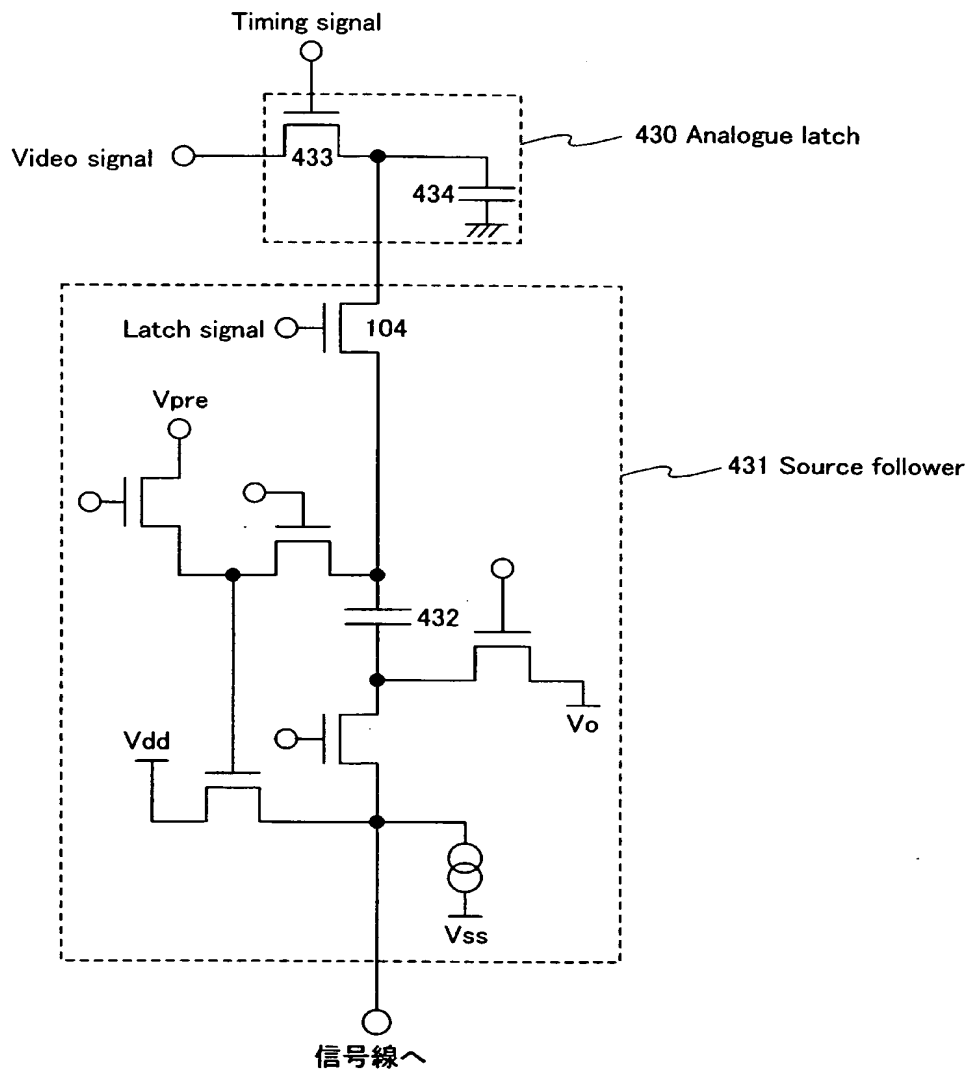 Timing signal
Video signal
433
434
430 Analogue latch
Latch signal
104
Vpre
431 Source follower
432
Vo
Vdd
Vss
信号線へ